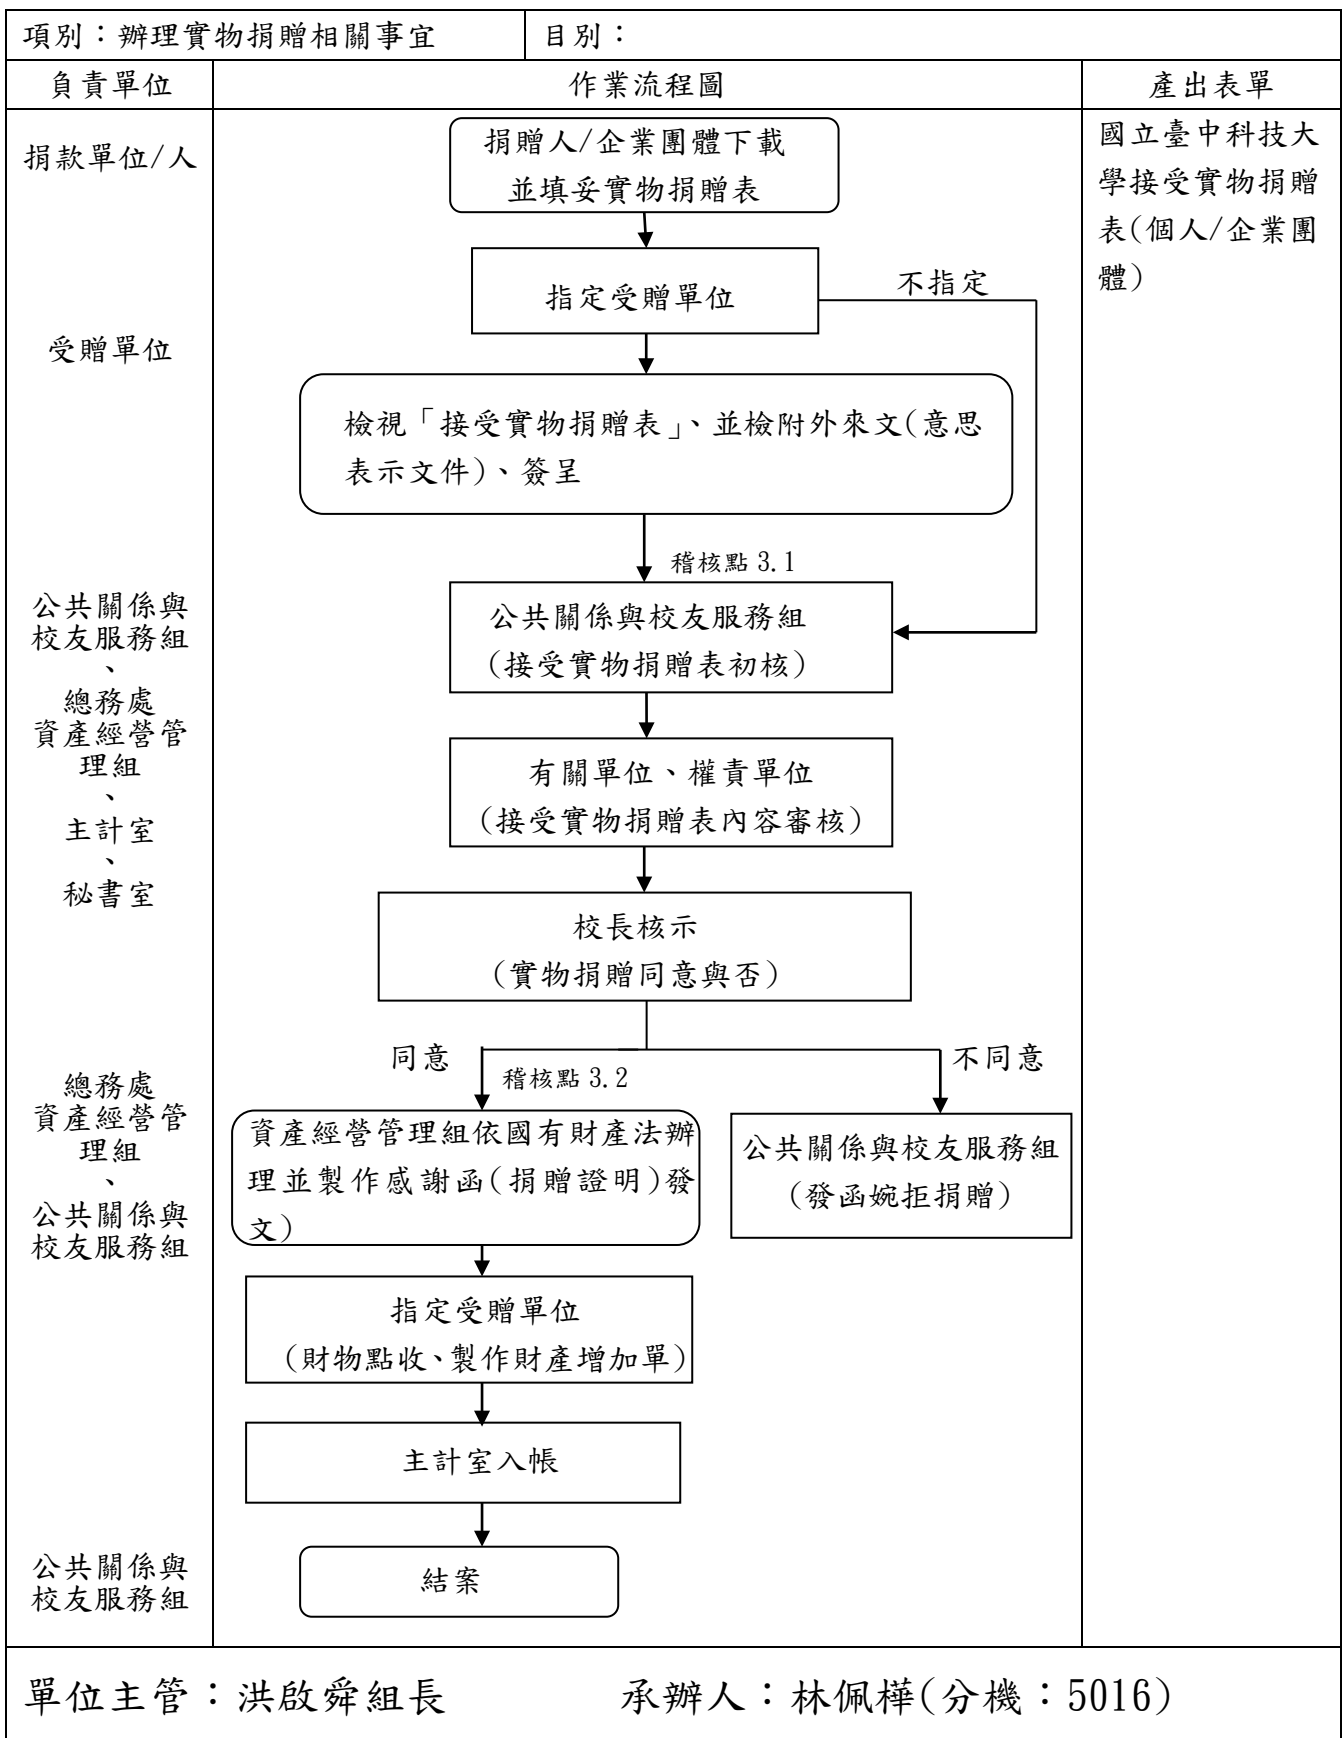 項別：辦理實物捐贈相關事宜
目別：
負責單位
作業流程圖
產出表單
捐款單位/人
受贈單位
公共關係與
校友服務組
、
總務處
資產經營管
理組
、
主計室
、
秘書室
總務處
資產經營管
理組
、
公共關係與
校友服務組
公共關係與
校友服務組
捐贈人/企業團體下載
並填妥實物捐贈表
指定受贈單位
不指定
檢視「接受實物捐贈表」、並檢附外來文(意思
表示文件)、簽呈
稽核點 3.1
公共關係與校友服務組
(接受實物捐贈表初核)
有關單位、權責單位
(接受實物捐贈表內容審核)
校長核示
(實物捐贈同意與否)
同意
不同意
稽核點 3.2
資產經營管理組依國有財產法辦
理並製作感謝函(捐贈證明)發
文)
公共關係與校友服務組
(發函婉拒捐贈)
指定受贈單位
(財物點收、製作財產增加單)
主計室入帳
結案
國立臺中科技大
學接受實物捐贈
表(個人/企業團
體)
單位主管：洪啟舜組長
承辦人：林佩樺(分機：5016)